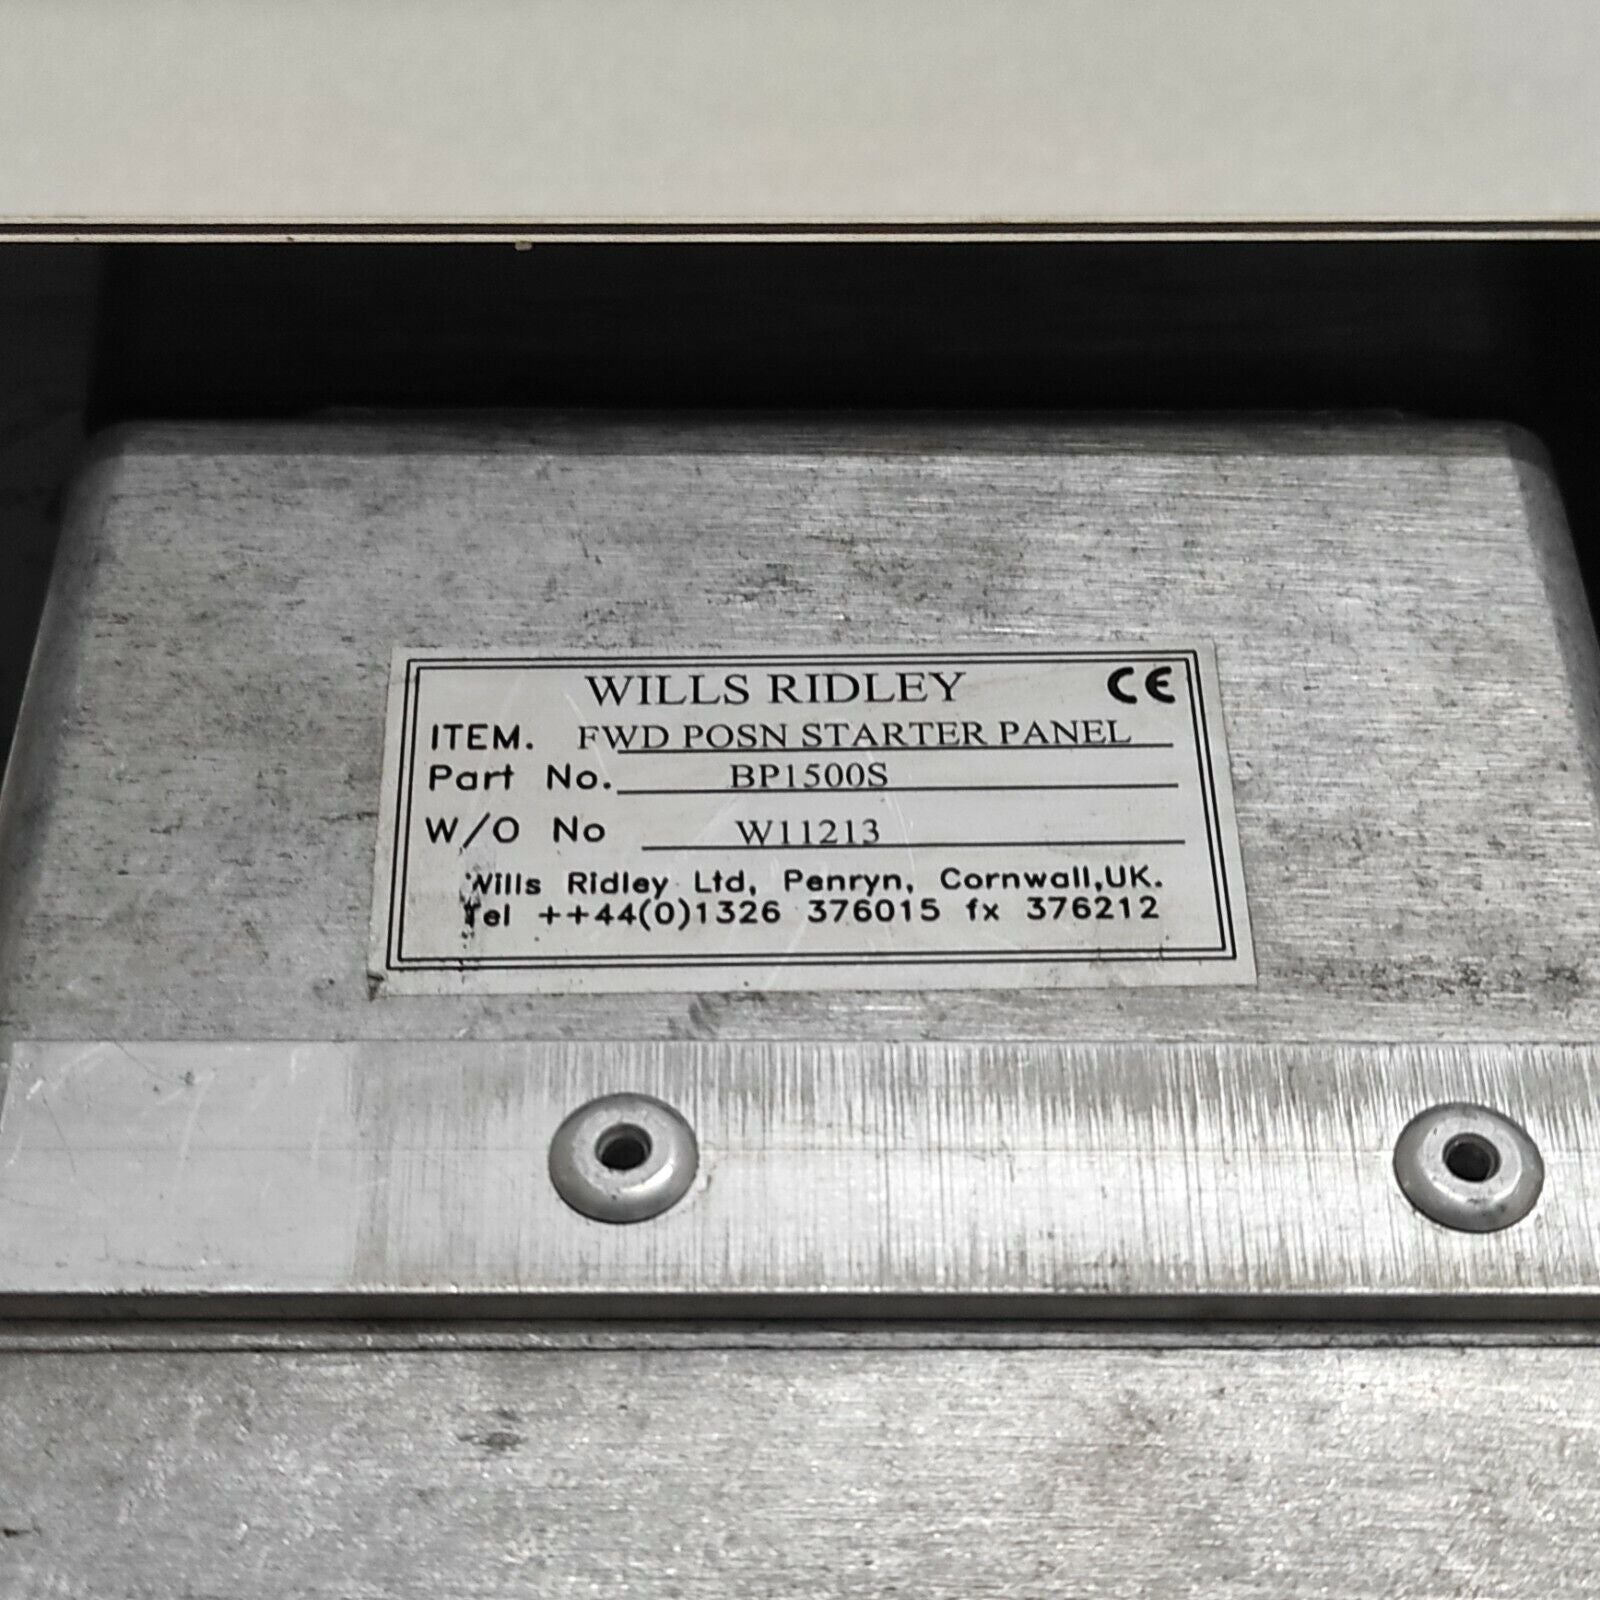 WILLS RIDLEY CE
ITEM. FWD POSN STARTER PANEL
Part No. BP1500S
W/O No W11213
Wills Ridley Ltd, Penryn, Cornwall,UK.
Tel ++44(0)1326 376015 fx 376212